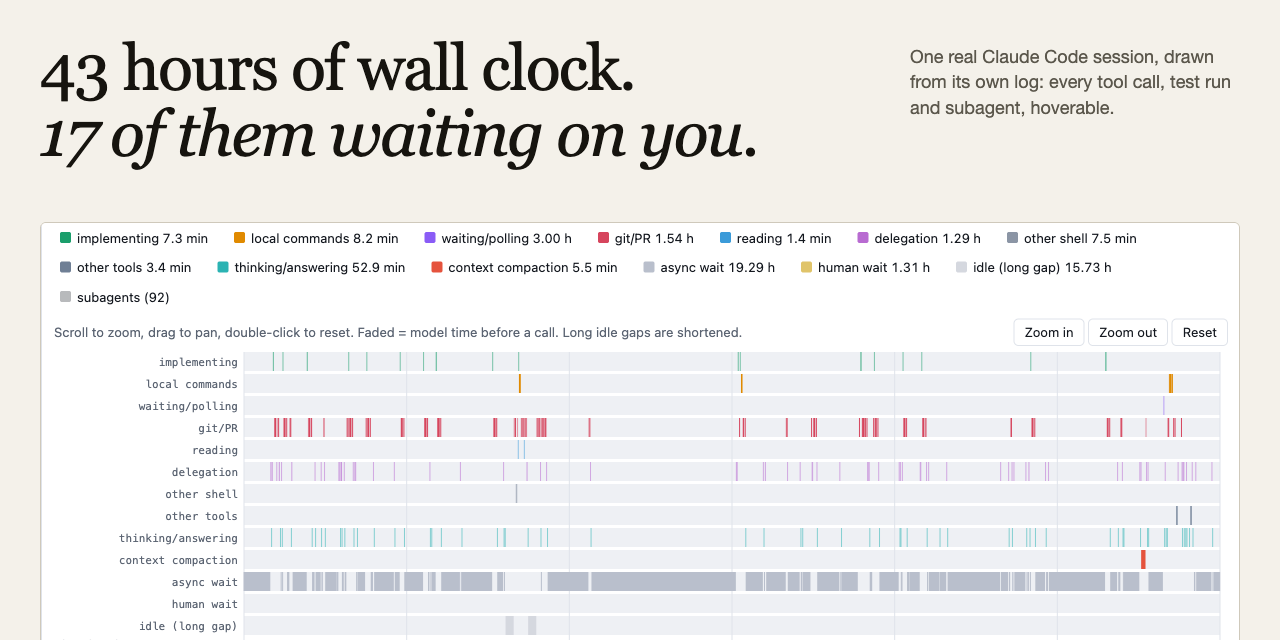 43 hours of wall clock.
17 of them waiting on you.
One real Claude Code session, drawn
from its own log: every tool call, test run
and subagent, hoverable.
implementing 7.3 min
local commands 8.2 min
waiting/polling 3.00 h
git/PR 1.54 h
reading 1.4 min
delegation 1.29 h
other shell 7.5 min
other tools 3.4 min
thinking/answering 52.9 min
context compaction 5.5 min
async wait 19.29 h
human wait 1.31 h
idle (long gap) 15.73 h
subagents (92)
Scroll to zoom, drag to pan, double-click to reset. Faded = model time before a call. Long idle gaps are shortened.
Zoom in
Zoom out
Reset
implementing
local commands
waiting/polling
git/PR
reading
delegation
other shell
other tools
thinking/answering
context compaction
async wait
human wait
idle (long gap)